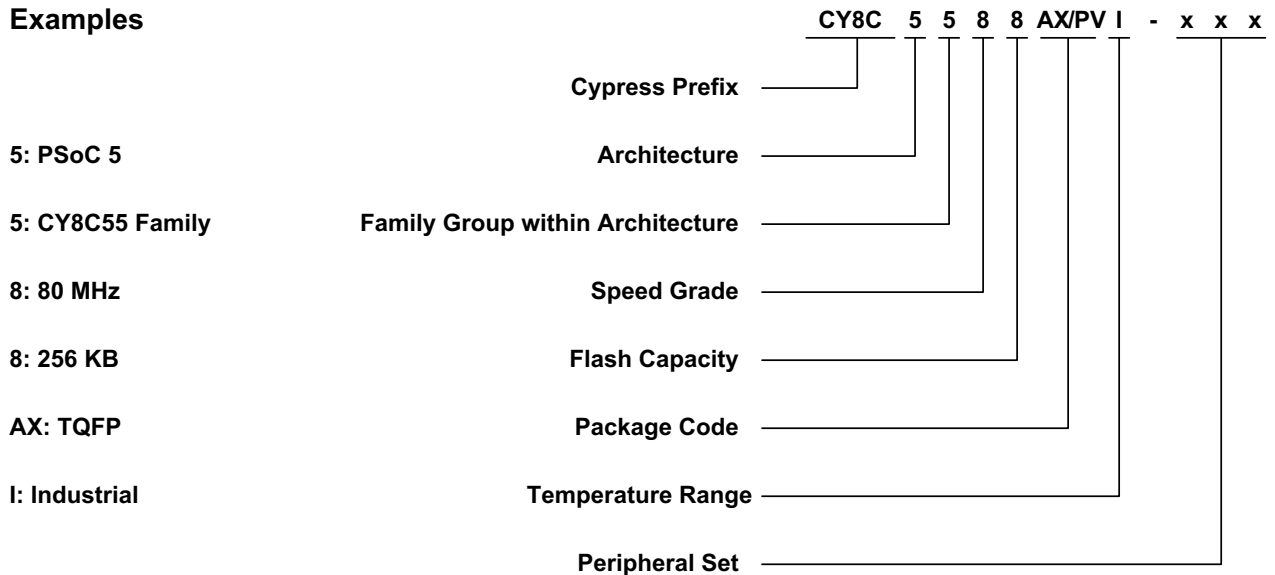 Examples CY8C 5 5 8 8 AX/PV I - x x x
Cypress Prefix
5: PSoC 5 Architecture
5: CY8C55 Family Family Group within Architecture
8: 80 MHz Speed Grade
8: 256 KB Flash Capacity
AX: TQFP Package Code
I: Industrial Temperature Range
Peripheral Set